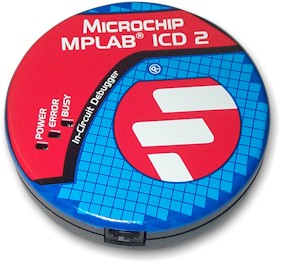 MICROCHIP
MPLAB® ICD 2
POWER
ERROR
BUSY
In-Circuit Debugger
®